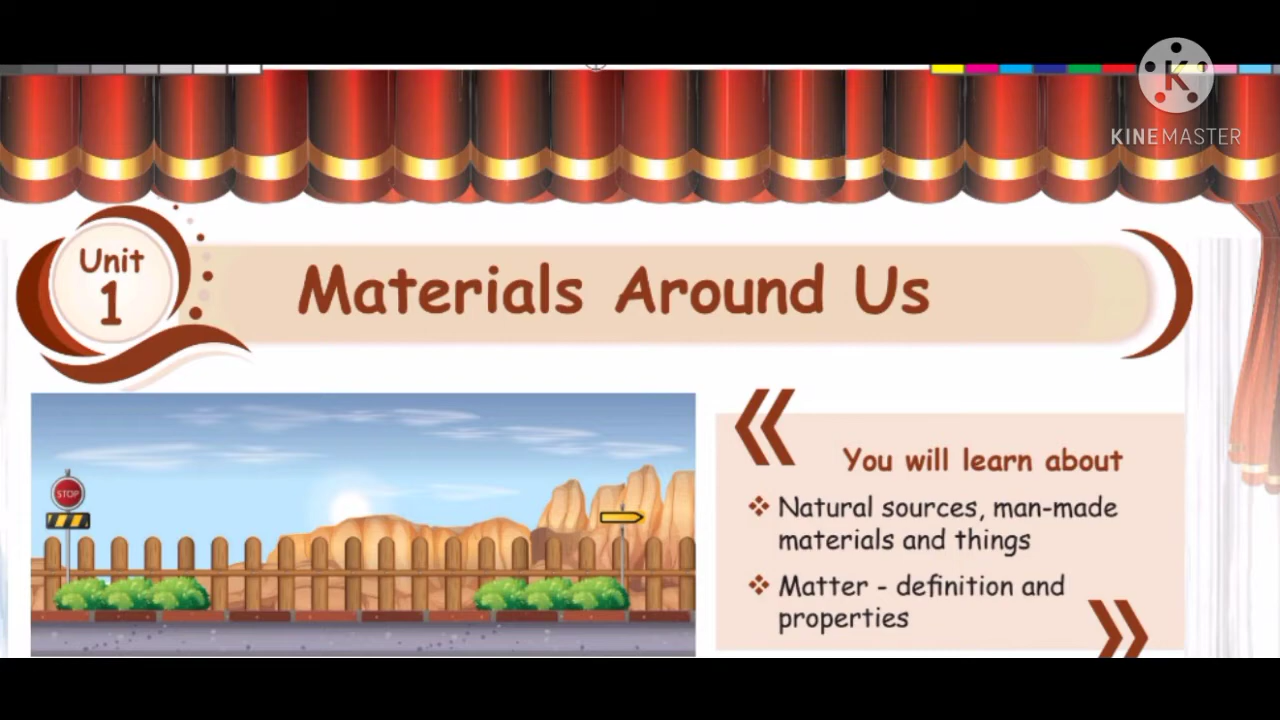 KINEMASTER
Unit
1
Materials Around Us
STOP
You will learn about
Natural sources, man-made
materials and things
Matter - definition and
properties